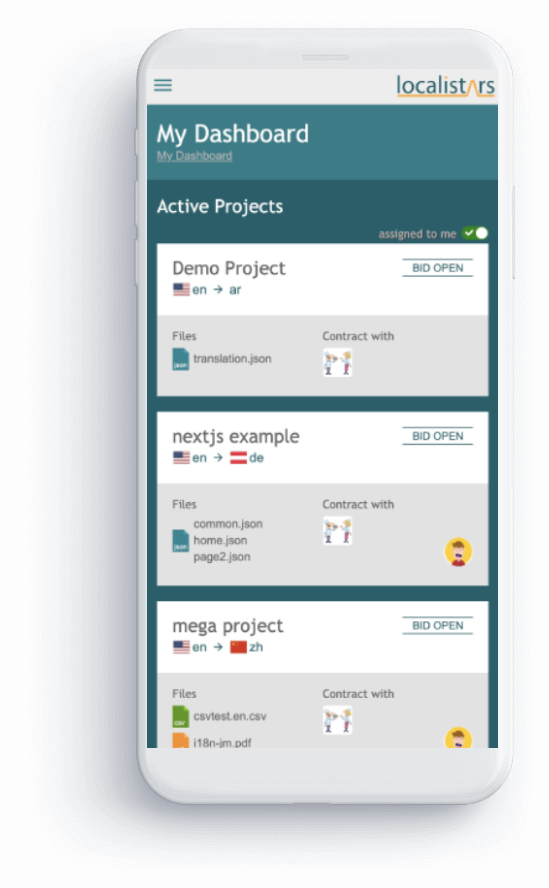 localistars
My Dashboard
My Dashboard
Active Projects
assigned to me
Demo Project
BID OPEN
en → ar
Files
Contract with
json
translation.json
nextjs example
BID OPEN
en → de
Files
Contract with
common.json
json
home.json
page2.json
mega project
BID OPEN
en → zh
Files
Contract with
csv
csvtest.en.csv
i18n-jm.pdf